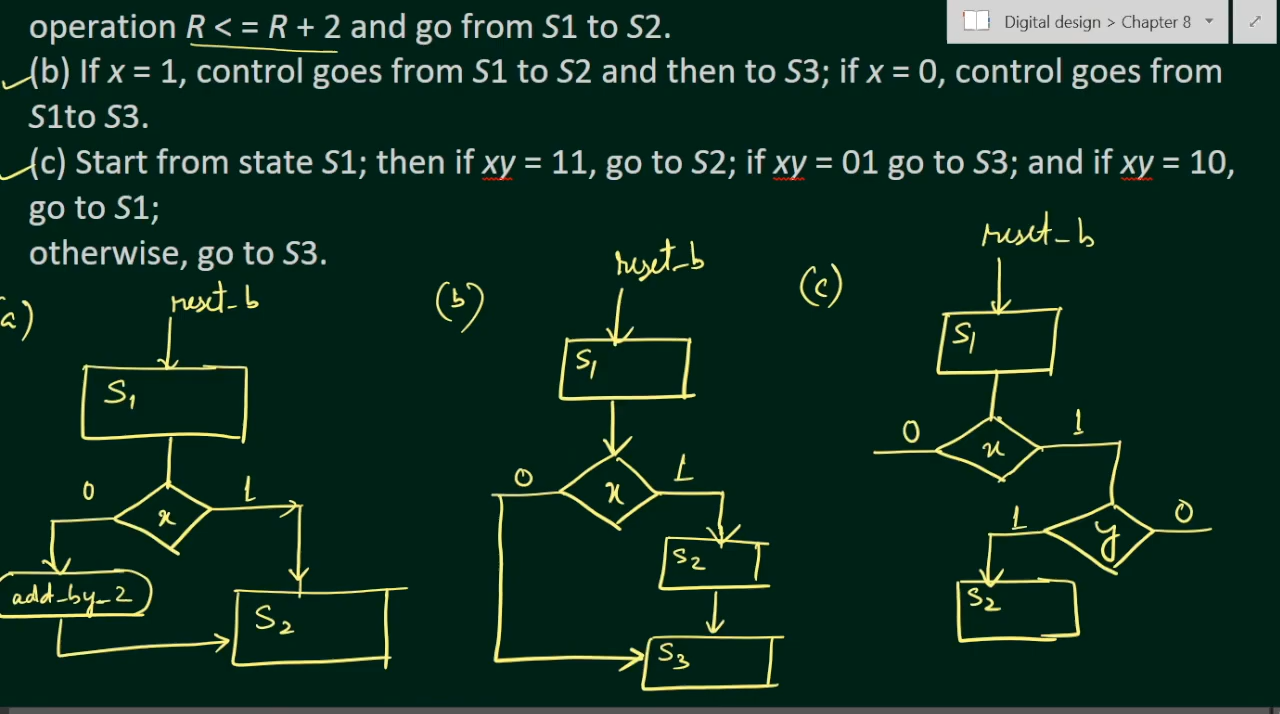 operation R < = R + 2 and go from S1 to S2.
Digital design > Chapter 8
(b) If x = 1, control goes from S1 to S2 and then to S3; if x = 0, control goes from
S1to S3.
(c) Start from state S1; then if xy = 11, go to S2; if xy = 01 go to S3; and if xy = 10,
go to S1;
otherwise, go to S3.
a)
reset_b
S1
x
0
1
add_by_2
S2
(b)
reset_b
S1
x
0
1
S2
S3
(c)
reset_b
S1
x
0
1
y
1
0
S2